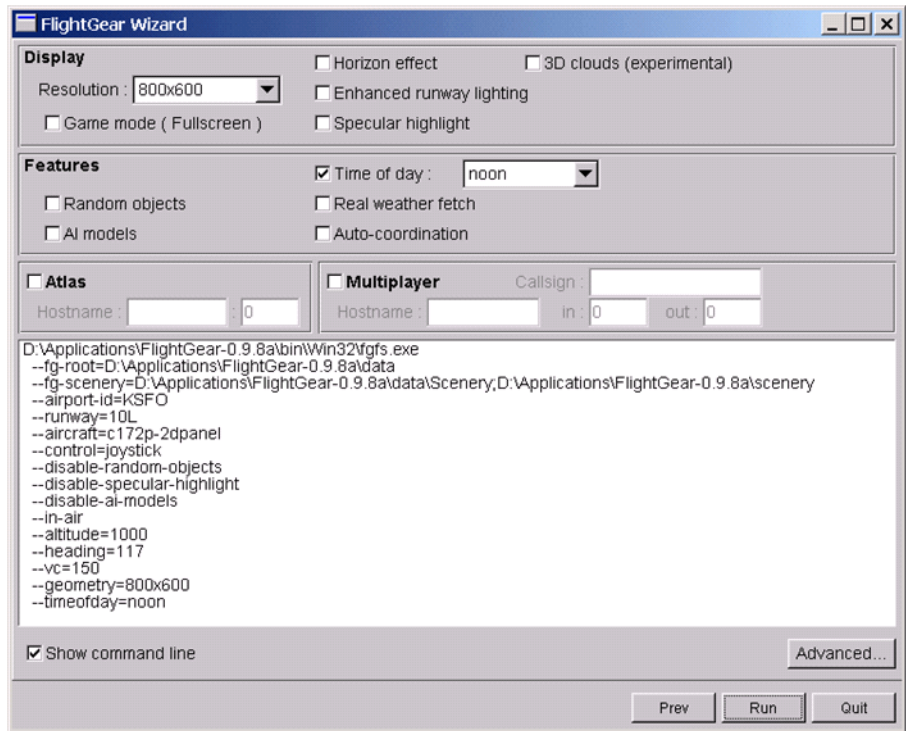 FlightGear Wizard
Display
Horizon effect
3D clouds (experimental)
Resolution : 800x600
Enhanced runway lighting
Game mode ( Fullscreen )
Specular highlight
Features
Time of day : noon
Random objects
Real weather fetch
AI models
Auto-coordination
Atlas
Hostname : : 0
Multiplayer Callsign :
Hostname : in : 0 out : 0
D:\Applications\FlightGear-0.9.8a\bin\Win32\fgfs.exe
--fg-root=D:\Applications\FlightGear-0.9.8a\data
--fg-scenery=D:\Applications\FlightGear-0.9.8a\data\Scenery;D:\Applications\FlightGear-0.9.8a\scenery
--airport-id=KSFO
--runway=10L
--aircraft=c172p-2dpanel
--control=joystick
--disable-random-objects
--disable-specular-highlight
--disable-ai-models
--in-air
--altitude=1000
--heading=117
--vc=150
--geometry=800x600
--timeofday=noon
Show command line
Advanced...
Prev Run Quit